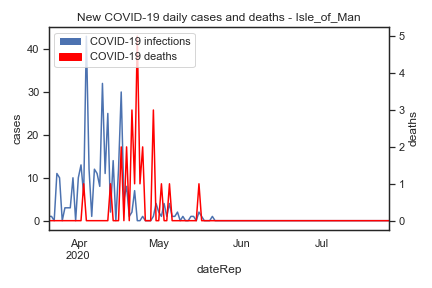 New COVID-19 daily cases and deaths - Isle_of_Man
COVID-19 infections
COVID-19 deaths
cases
40
30
20
10
0
deaths
5
4
3
2
1
0
Apr
2020
May
Jun
Jul
dateRep